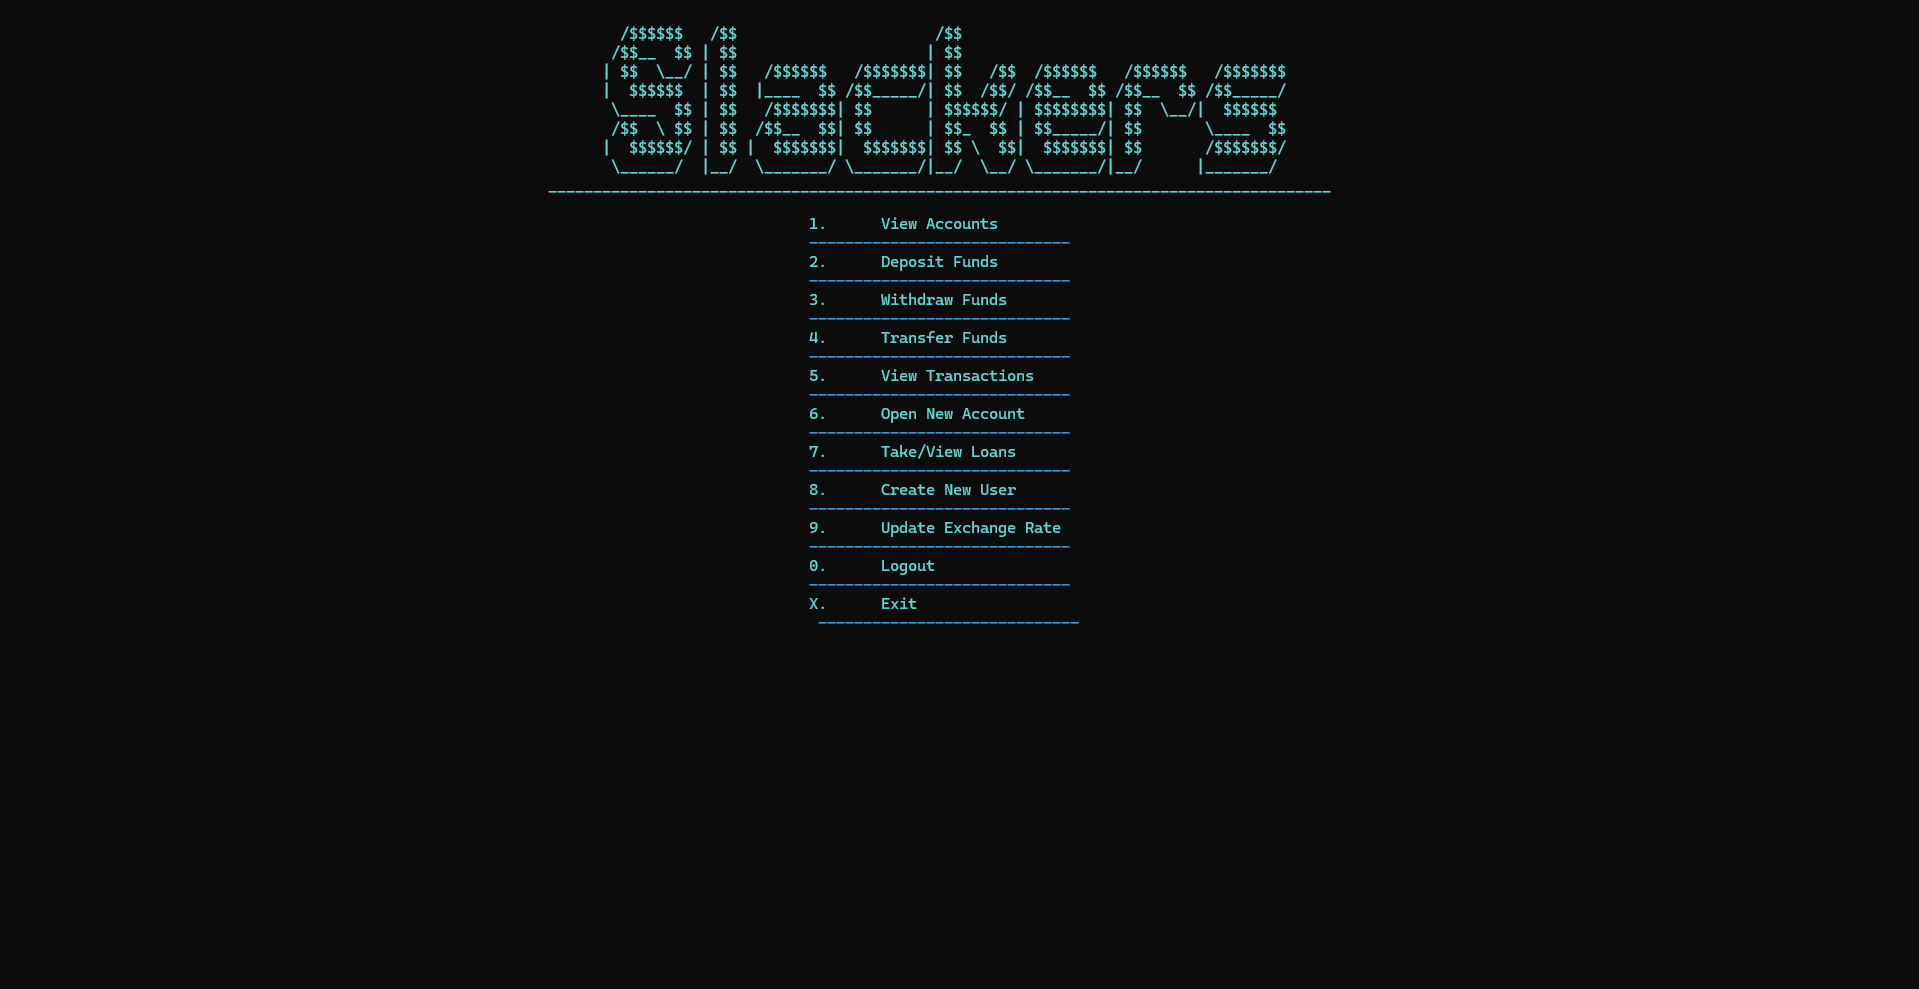 Slackers
1. View Accounts
2. Deposit Funds
3. Withdraw Funds
4. Transfer Funds
5. View Transactions
6. Open New Account
7. Take/View Loans
8. Create New User
9. Update Exchange Rate
0. Logout
X. Exit